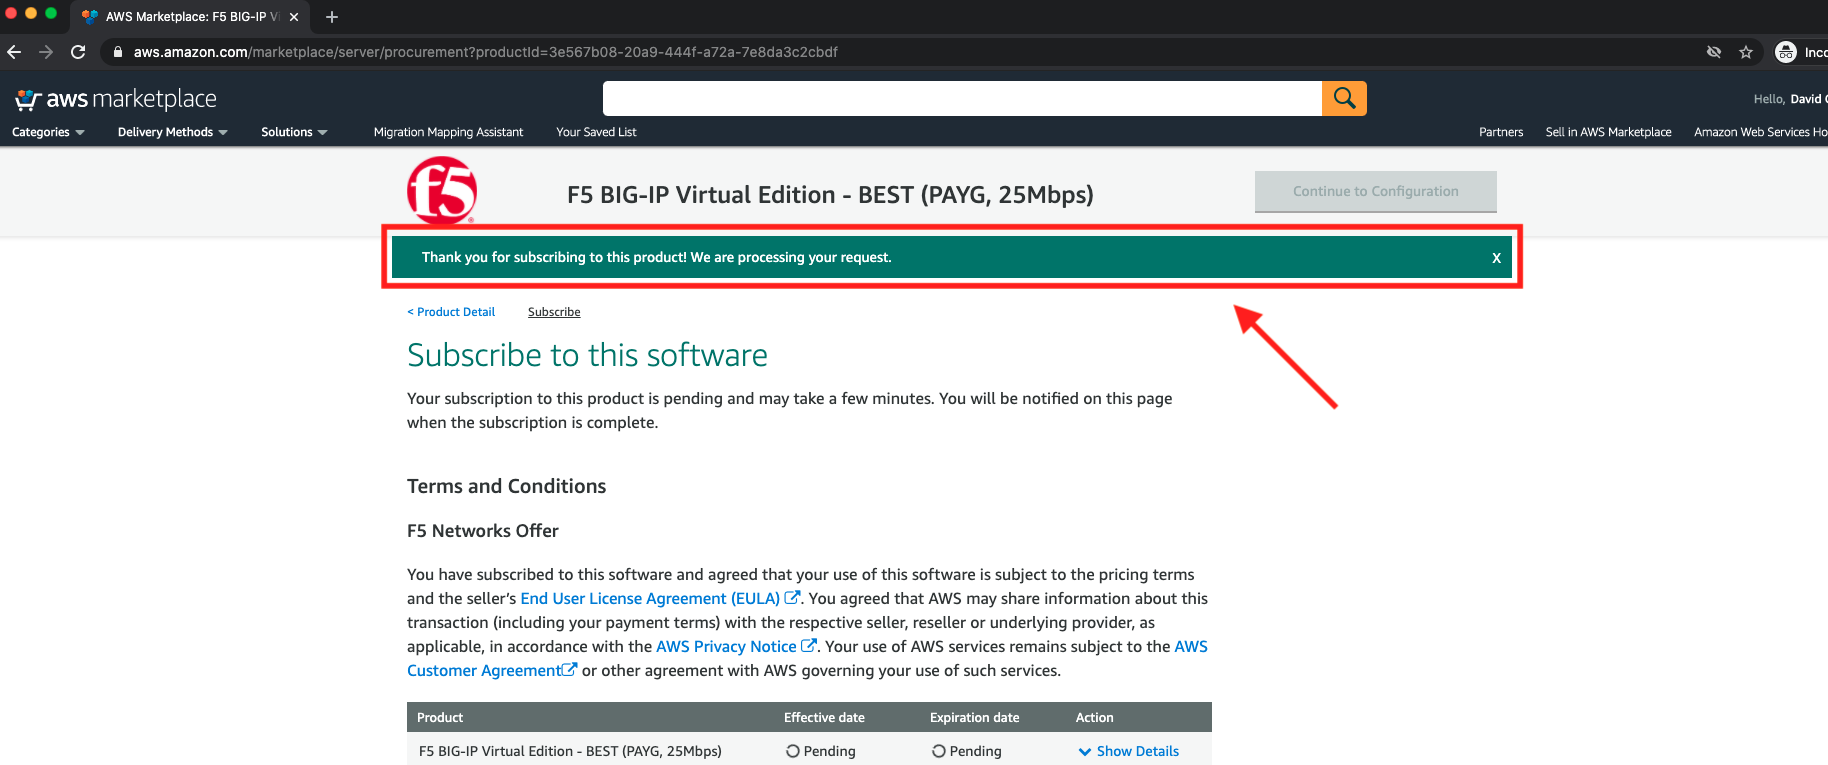 AWS Marketplace: F5 BIG-IP Vi
aws.amazon.com/marketplace/server/procurement?productId=3e567b08-20a9-444f-a72a-7e8da3c2cbdf
Inco
aws marketplace
Hello, David
Categories
Delivery Methods
Solutions
Migration Mapping Assistant
Your Saved List
Partners
Sell in AWS Marketplace
Amazon Web Services Ho
f5
F5 BIG-IP Virtual Edition - BEST (PAYG, 25Mbps)
Continue to Configuration
Thank you for subscribing to this product! We are processing your request.
X
< Product Detail
Subscribe
Subscribe to this software
Your subscription to this product is pending and may take a few minutes. You will be notified on this page
when the subscription is complete.
Terms and Conditions
F5 Networks Offer
You have subscribed to this software and agreed that your use of this software is subject to the pricing terms
and the seller's End User License Agreement (EULA). You agreed that AWS may share information about this
transaction (including your payment terms) with the respective seller, reseller or underlying provider, as
applicable, in accordance with the AWS Privacy Notice. Your use of AWS services remains subject to the AWS
Customer Agreement or other agreement with AWS governing your use of such services.
Product Effective date Expiration date Action
F5 BIG-IP Virtual Edition - BEST (PAYG, 25Mbps) Pending Pending Show Details